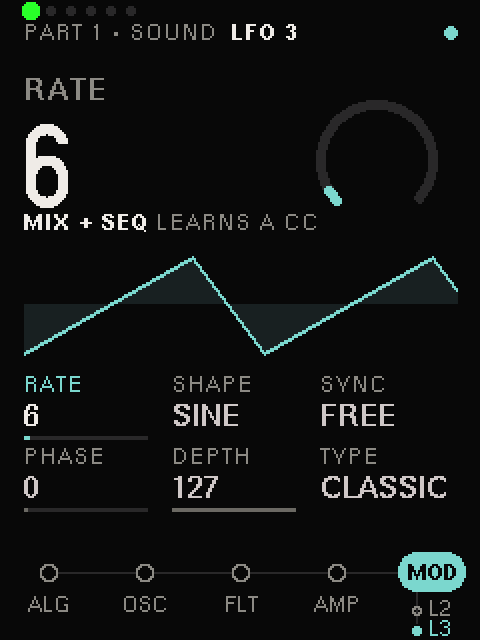 PART 1 · SOUND LFO 3
RATE
6
MIX + SEQ LEARNS A CC
RATE SHAPE SYNC
6 SINE FREE
PHASE DEPTH TYPE
0 127 CLASSIC
MOD
ALG OSC FLT AMP
L2
L3